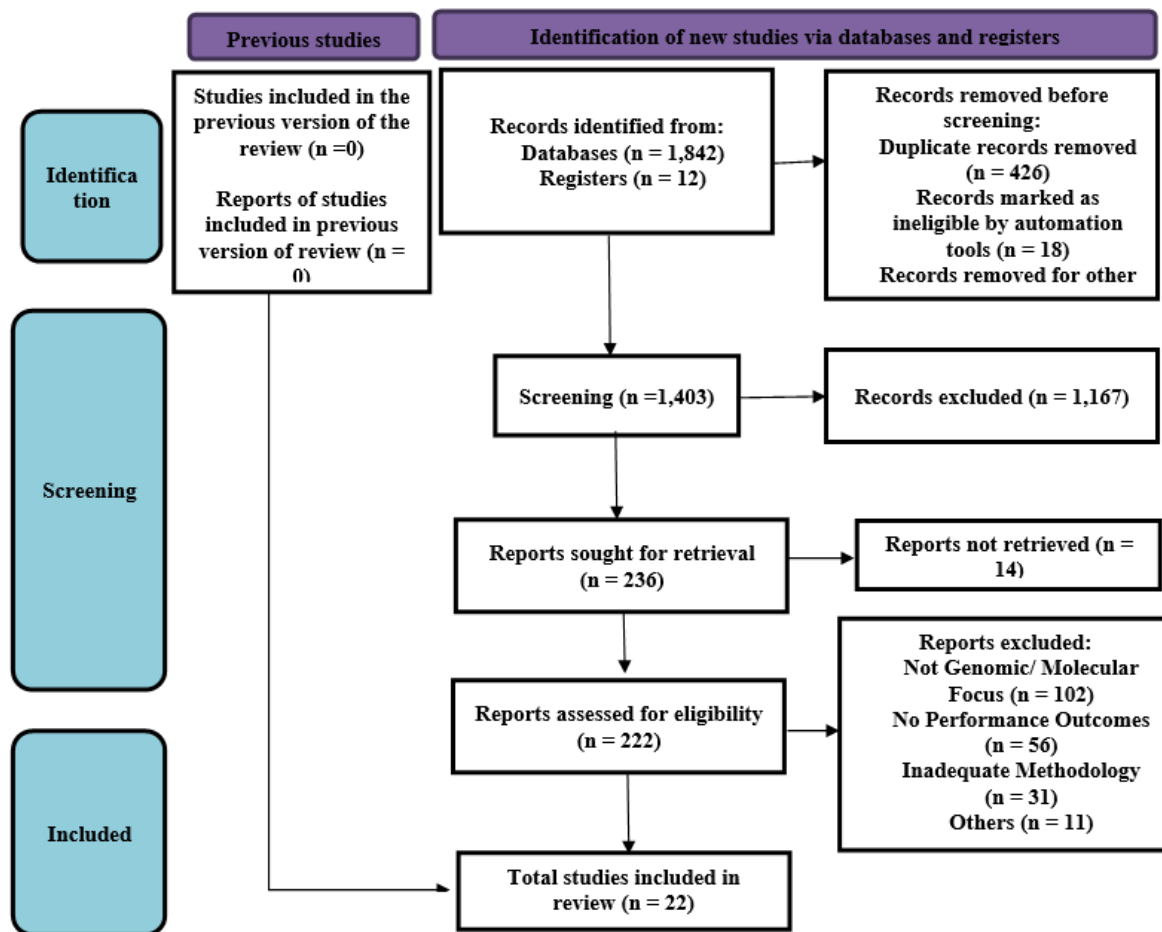 Previous studies
Identification of new studies via databases and registers
Identifica
tion
Studies included in the
previous version of the
review (n =0)
Reports of studies
included in previous
version of review (n =
0)
Records identified from:
Databases (n = 1,842)
Registers (n = 12)
Records removed before
screening:
Duplicate records removed
(n = 426)
Records marked as
ineligible by automation
tools (n = 18)
Records removed for other
Screening
Screening (n =1,403)
Records excluded (n = 1,167)
Reports sought for retrieval
(n = 236)
Reports not retrieved (n =
14)
Reports assessed for eligibility
(n = 222)
Reports excluded:
Not Genomic/ Molecular
Focus (n = 102)
No Performance Outcomes
(n = 56)
Inadequate Methodology
(n = 31)
Others (n = 11)
Included
Total studies included in
review (n = 22)